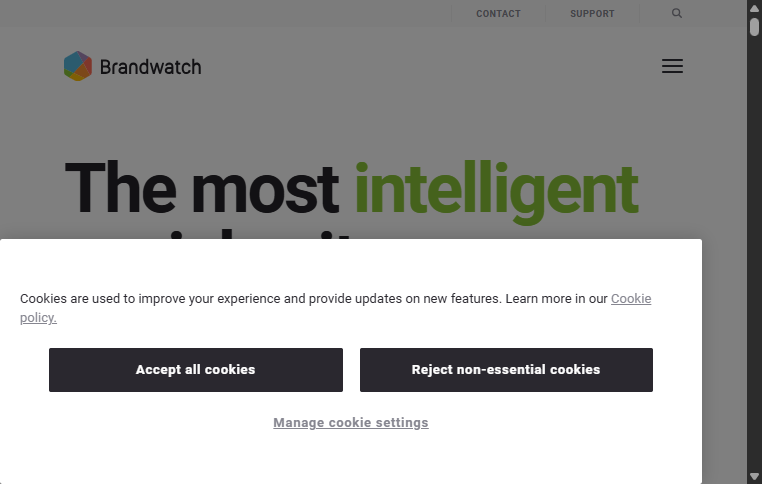 CONTACT
SUPPORT
Brandwatch
The most intelligent
Cookies are used to improve your experience and provide updates on new features. Learn more in our Cookie
policy.
Accept all cookies
Reject non-essential cookies
Manage cookie settings